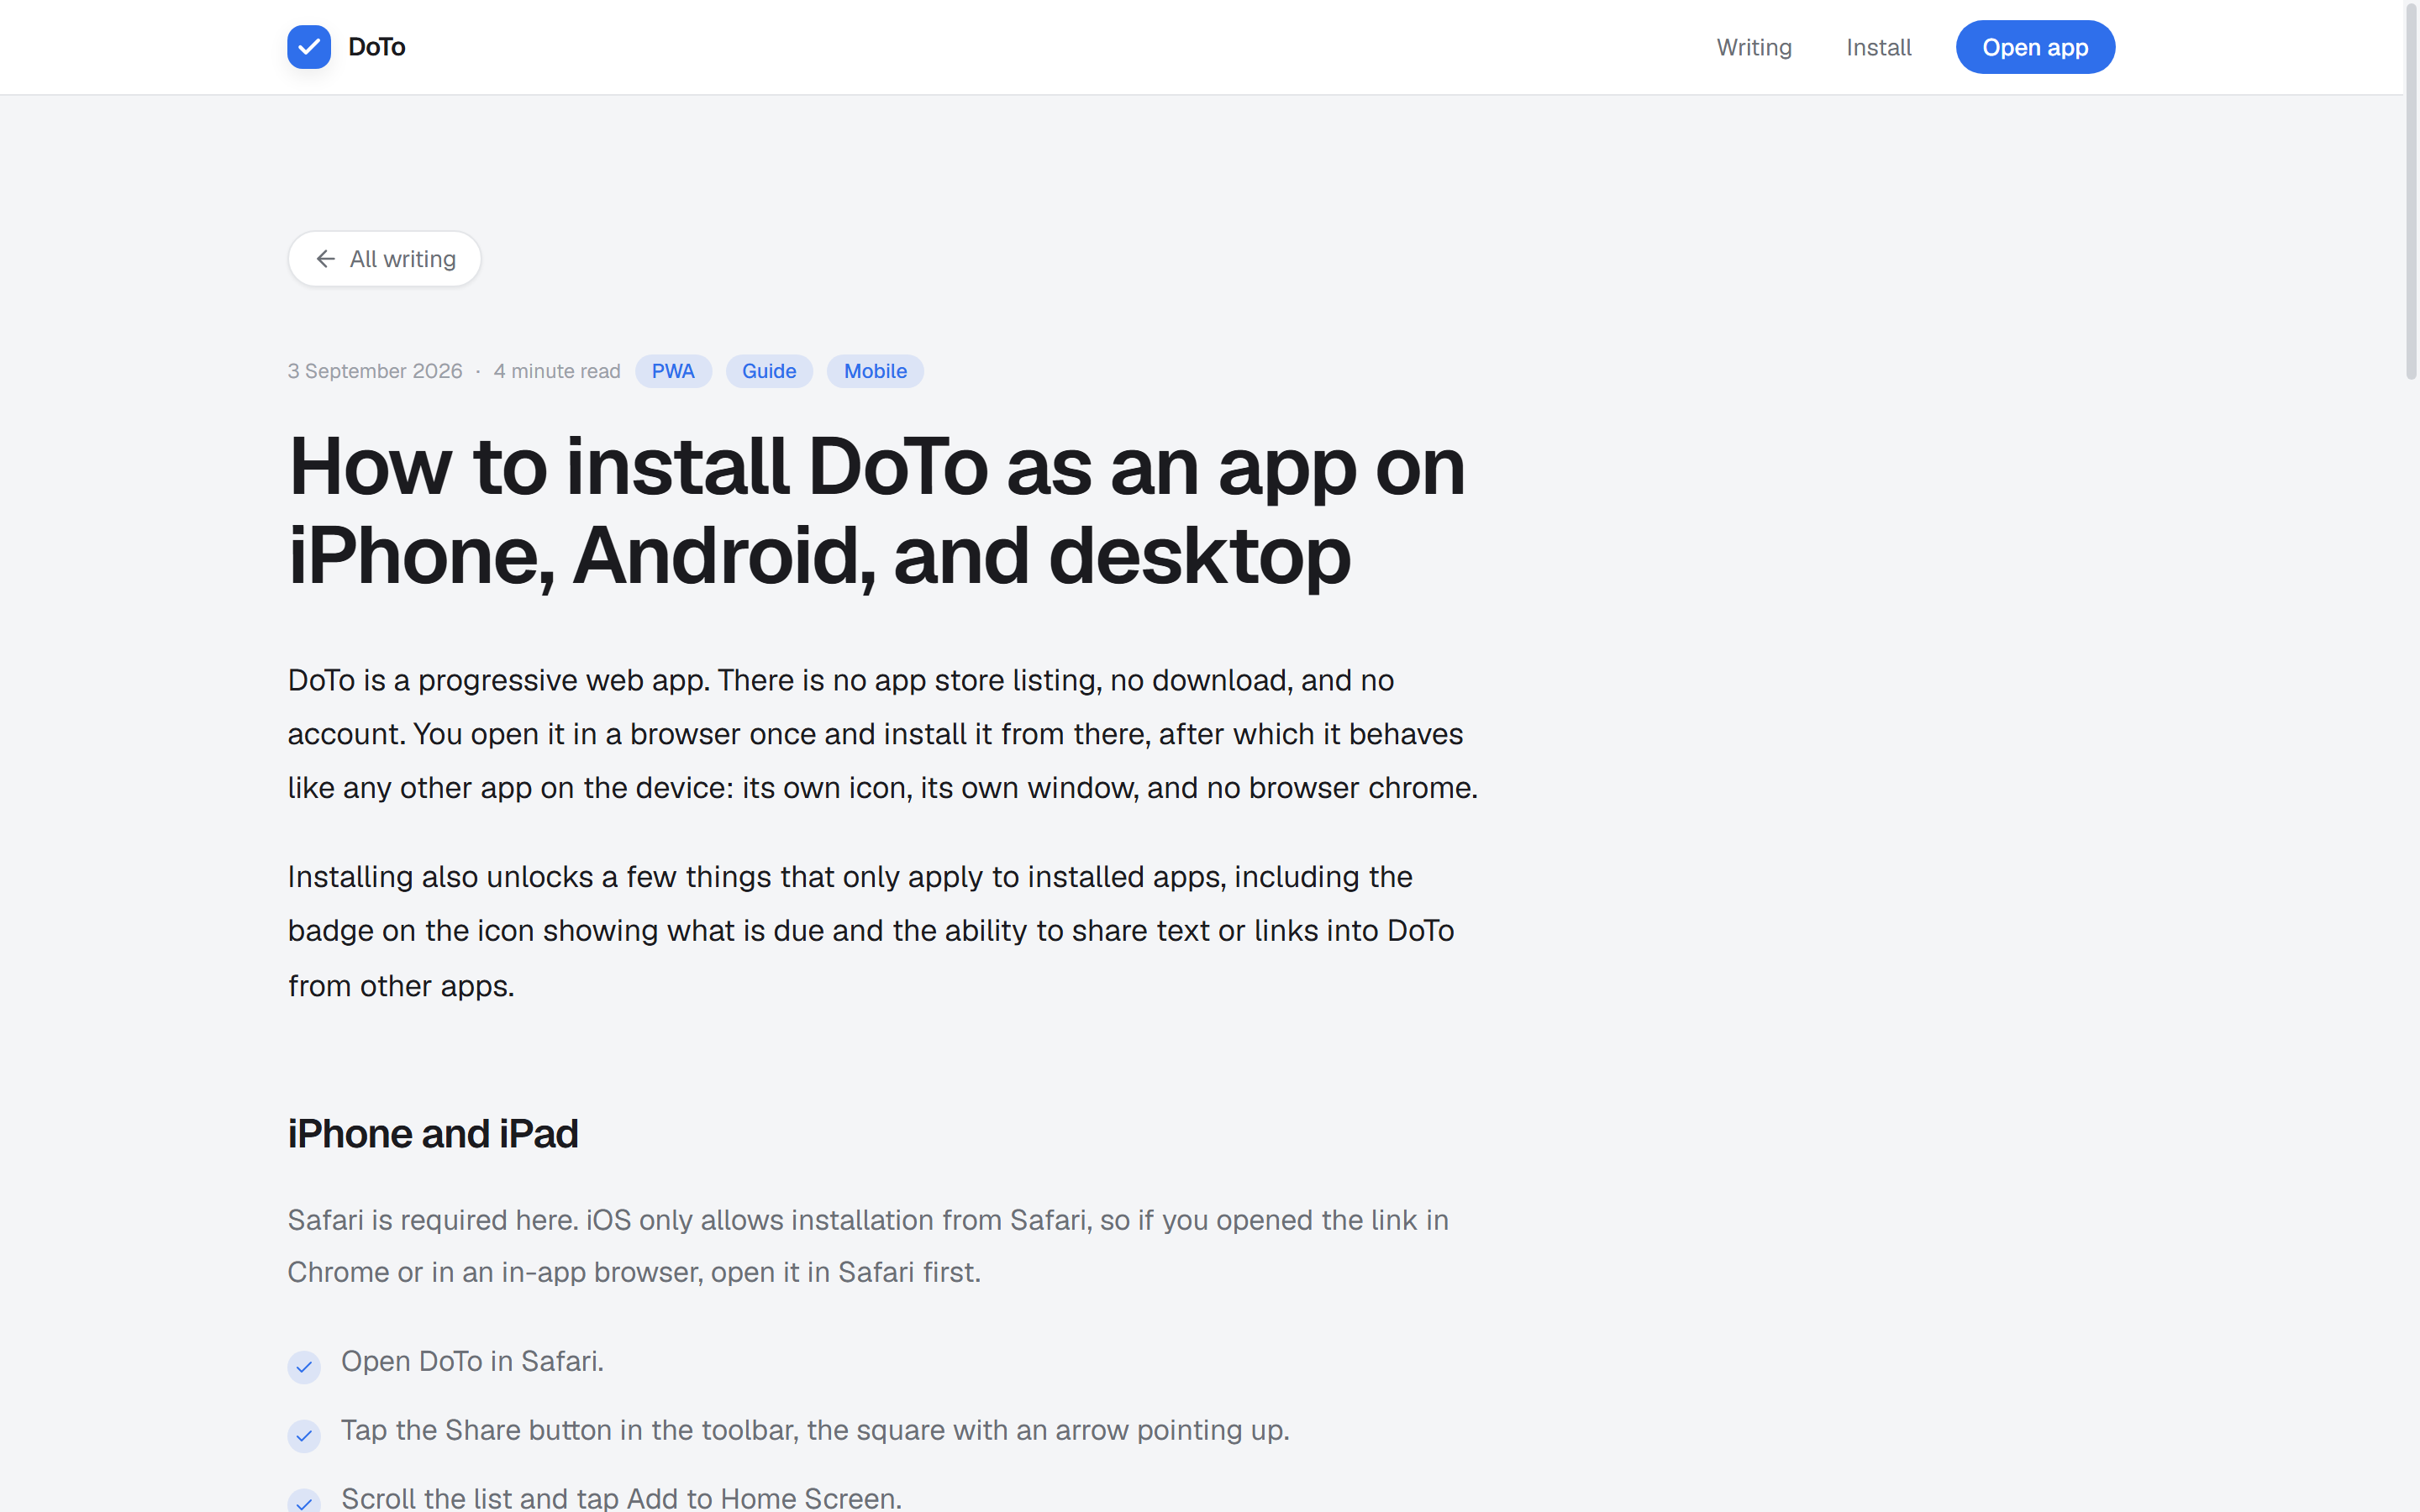 DoTo
Writing
Install
Open app
All writing
3 September 2026 · 4 minute read
PWA
Guide
Mobile
How to install DoTo as an app on
iPhone, Android, and desktop
DoTo is a progressive web app. There is no app store listing, no download, and no
account. You open it in a browser once and install it from there, after which it behaves
like any other app on the device: its own icon, its own window, and no browser chrome.
Installing also unlocks a few things that only apply to installed apps, including the
badge on the icon showing what is due and the ability to share text or links into DoTo
from other apps.
iPhone and iPad
Safari is required here. iOS only allows installation from Safari, so if you opened the link in
Chrome or in an in-app browser, open it in Safari first.
Open DoTo in Safari.
Tap the Share button in the toolbar, the square with an arrow pointing up.
Scroll the list and tap Add to Home Screen.